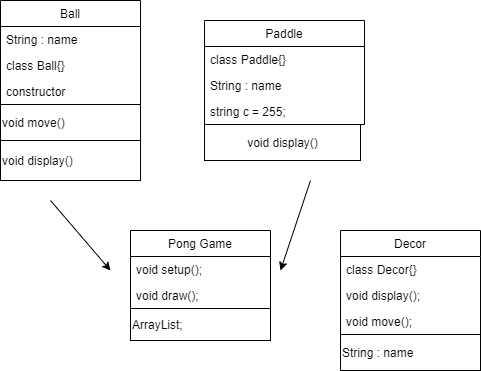 Ball
String : name
class Ball{}
constructor
void move()
void display()
Paddle
class Paddle{}
String : name
string c = 255;
void display()
Pong Game
void setup();
void draw();
ArrayList;
Decor
class Decor{}
void display();
void move();
String : name